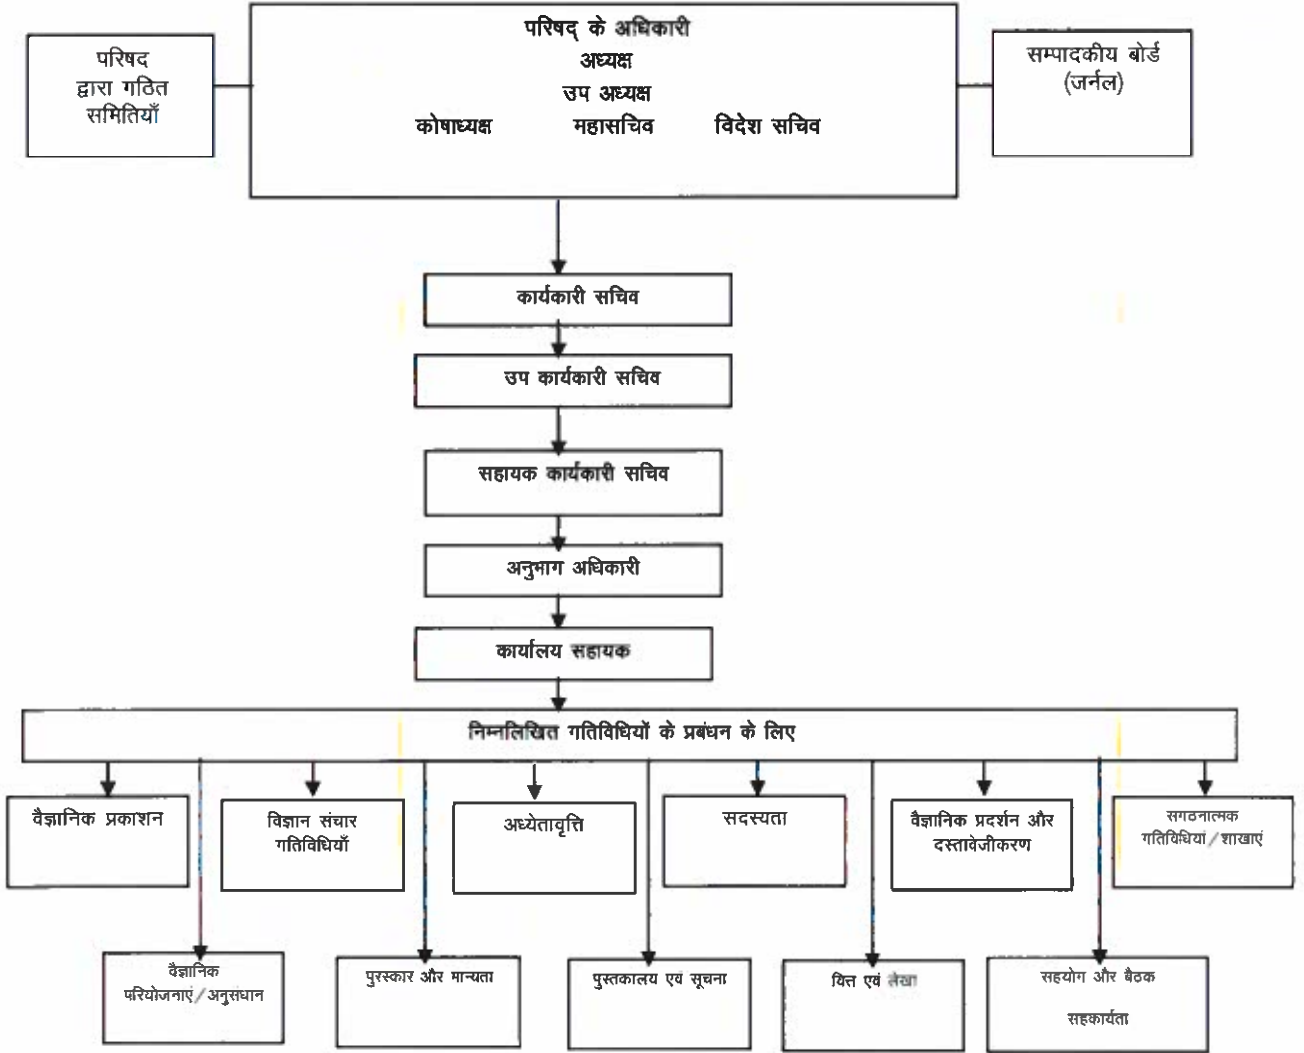 परिषद् के अधिकारी
अध्यक्ष
उप अध्यक्ष
कोषाध्यक्ष महासचिव विदेश सचिव
परिषद
द्वारा गठित
समितियाँ
सम्पादकीय बोर्ड
(जर्नल)
कार्यकारी सचिव
उप कार्यकारी सचिव
सहायक कार्यकारी सचिव
अनुभाग अधिकारी
कार्यालय सहायक
निम्नलिखित गतिविधियों के प्रबंधन के लिए
वैज्ञानिक प्रकाशन
विज्ञान संचार
गतिविधियाँ
अध्येतावृत्ति
सदस्यता
वैज्ञानिक प्रदर्शन और
दस्तावेजीकरण
सगठनात्मक
गतिविधियां/शाखाएं
वैज्ञानिक
परियोजनाएं/अनुसंधान
पुरस्कार और मान्यता
पुस्तकालय एवं सूचना
वित्त एवं लेखा
सहयोग और बैठक
सहकार्यता